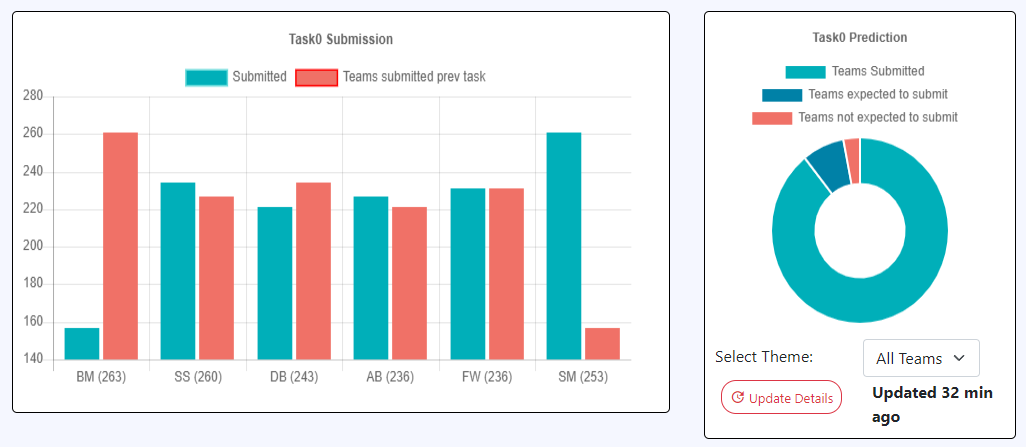 Task0 Submission
Submitted Teams submitted prev task
280
260
240
220
200
180
160
140
BM (263) SS (260) DB (243) AB (236) FW (236) SM (253)
Task0 Prediction
Teams Submitted
Teams expected to submit
Teams not expected to submit
Select Theme: All Teams
Update Details Updated 32 min
ago